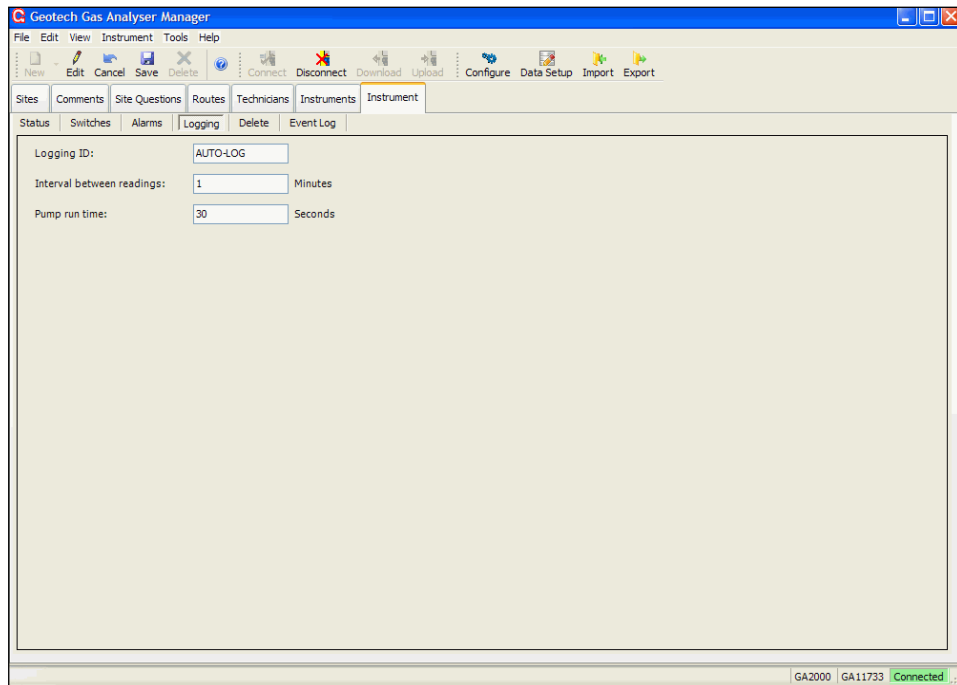 Geotech Gas Analyser Manager
File Edit View Instrument Tools Help
New Edit Cancel Save Delete Connect Disconnect Download Upload Configure Data Setup Import Export
Sites Comments Site Questions Routes Technicians Instruments Instrument
Status Switches Alarms Logging Delete Event Log
Logging ID: AUTO-LOG
Interval between readings: 1 Minutes
Pump run time: 30 Seconds
GA2000 GA11733 Connected